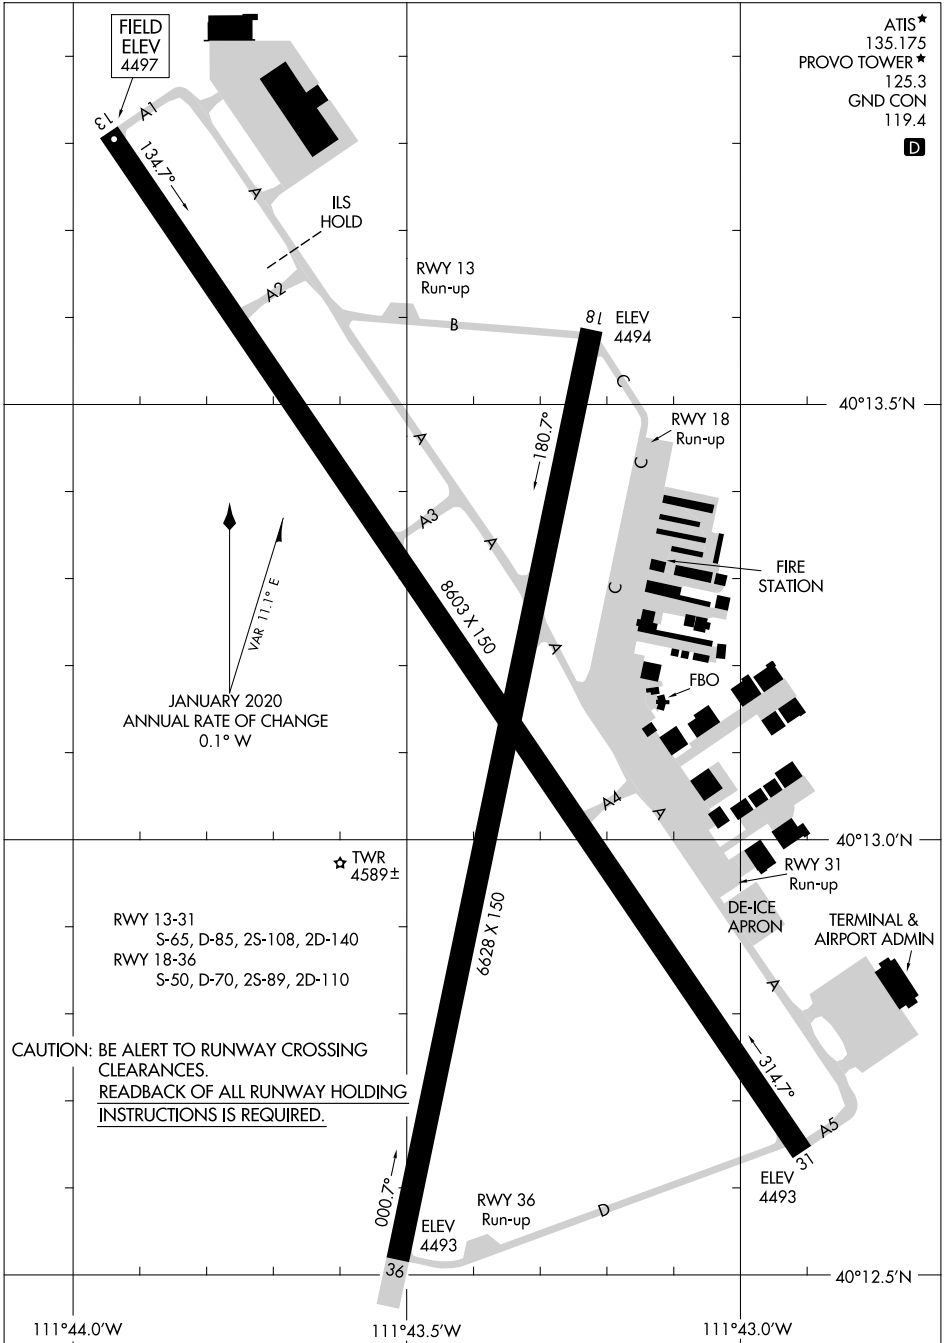 FIELD
ELEV
4497
ATIS★
135.175
PROVO TOWER★
125.3
GND CON
119.4
D
13
A1
134.7°
A
ILS
HOLD
A2
RWY 13
Run-up
B
18
ELEV
4494
C
40°13.5'N
RWY 18
Run-up
A
180.7°
C
A3
A
FIRE
STATION
C
8603 X 150
VAR 11.1° E
A
FBO
JANUARY 2020
ANNUAL RATE OF CHANGE
0.1° W
A4
A
40°13.0'N
TWR
4589±
RWY 31
Run-up
DE-ICE
APRON
TERMINAL &
AIRPORT ADMIN
RWY 13-31
S-65, D-85, 2S-108, 2D-140
RWY 18-36
S-50, D-70, 2S-89, 2D-110
6628 X 150
A
CAUTION: BE ALERT TO RUNWAY CROSSING
CLEARANCES.
READBACK OF ALL RUNWAY HOLDING
INSTRUCTIONS IS REQUIRED.
314.7°
A5
31
ELEV
4493
000.7°
RWY 36
Run-up
D
ELEV
4493
36
40°12.5'N
111°44.0'W
111°43.5'W
111°43.0'W